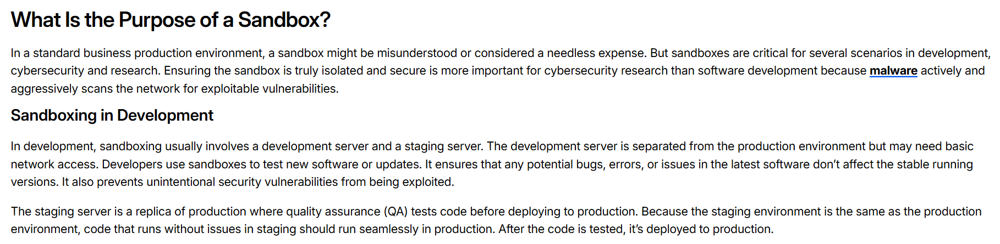 What Is the Purpose of a Sandbox?
In a standard business production environment, a sandbox might be misunderstood or considered a needless expense. But sandboxes are critical for several scenarios in development,
cybersecurity and research. Ensuring the sandbox is truly isolated and secure is more important for cybersecurity research than software development because malware actively and
aggressively scans the network for exploitable vulnerabilities.
Sandboxing in Development
In development, sandboxing usually involves a development server and a staging server. The development server is separated from the production environment but may need basic
network access. Developers use sandboxes to test new software or updates. It ensures that any potential bugs, errors, or issues in the latest software don’t affect the stable running
versions. It also prevents unintentional security vulnerabilities from being exploited.
The staging server is a replica of production where quality assurance (QA) tests code before deploying to production. Because the staging environment is the same as the production
environment, code that runs without issues in staging should run seamlessly in production. After the code is tested, it’s deployed to production.